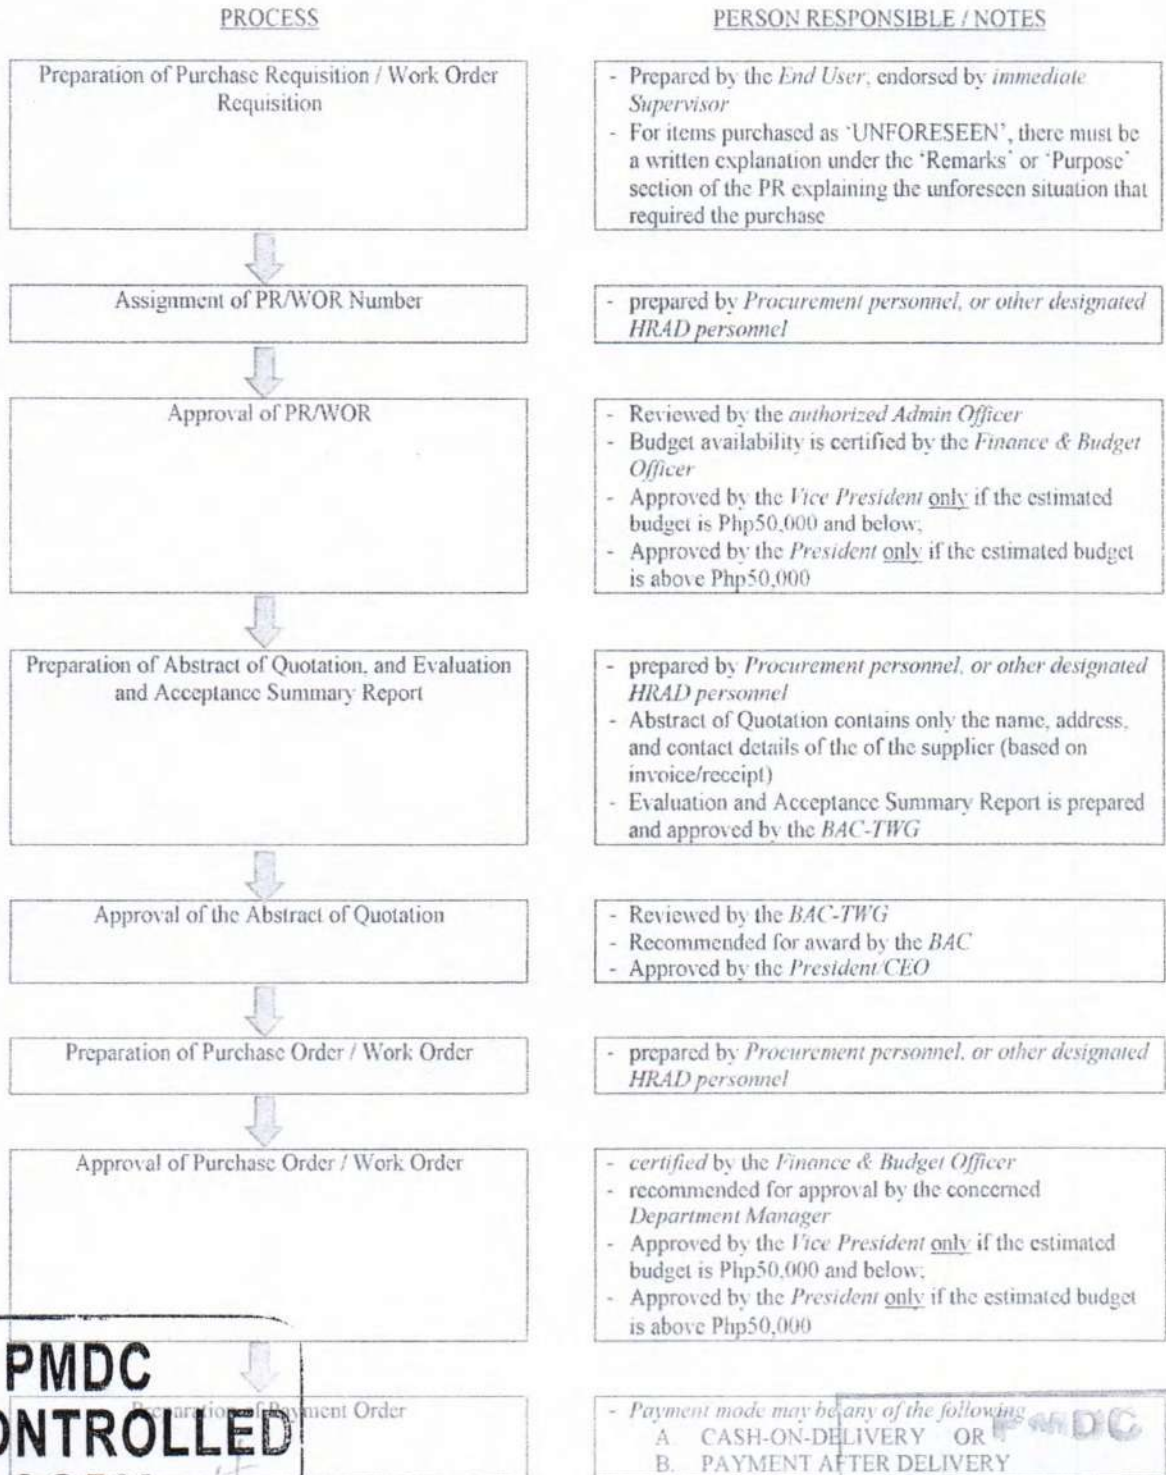 PROCESS
PERSON RESPONSIBLE / NOTES
Preparation of Purchase Requisition / Work Order
Requisition
- Prepared by the End User, endorsed by immediate
Supervisor
- For items purchased as 'UNFORESEEN', there must be
a written explanation under the 'Remarks' or 'Purpose'
section of the PR explaining the unforeseen situation that
required the purchase
Assignment of PR/WOR Number
- prepared by Procurement personnel, or other designated
HRAD personnel
Approval of PR/WOR
- Reviewed by the authorized Admin Officer
- Budget availability is certified by the Finance & Budget
Officer
- Approved by the Vice President only if the estimated
budget is Php50,000 and below;
- Approved by the President only if the estimated budget
is above Php50,000
Preparation of Abstract of Quotation, and Evaluation
and Acceptance Summary Report
- prepared by Procurement personnel, or other designated
HRAD personnel
- Abstract of Quotation contains only the name, address,
and contact details of the of the supplier (based on
invoice/receipt)
- Evaluation and Acceptance Summary Report is prepared
and approved by the BAC-TWG
Approval of the Abstract of Quotation
- Reviewed by the BAC-TWG
- Recommended for award by the BAC
- Approved by the President/CEO
Preparation of Purchase Order / Work Order
- prepared by Procurement personnel, or other designated
HRAD personnel
Approval of Purchase Order / Work Order
- certified by the Finance & Budget Officer
- recommended for approval by the concerned
Department Manager
- Approved by the Vice President only if the estimated
budget is Php50,000 and below;
- Approved by the President only if the estimated budget
is above Php50,000
PMDC
ONTROLLED
Preparation of Payment Order
- Payment mode may be any of the following
A. CASH-ON-DELIVERY OR
B. PAYMENT AFTER DELIVERY
PMDC